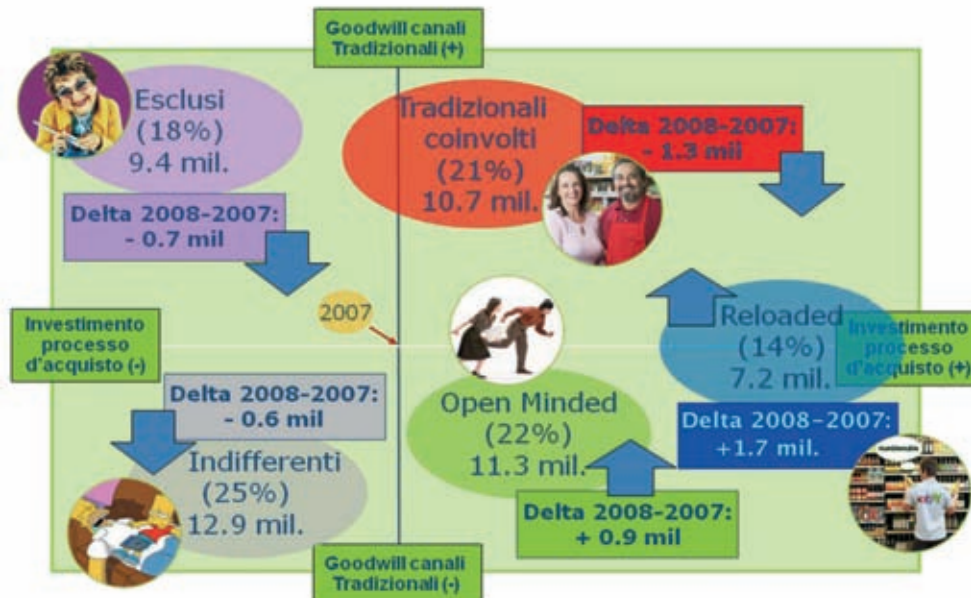 Goodwill canali
Tradizionali (+)
Esclusi
(18%)
9.4 mil.
Delta 2008-2007:
- 0.7 mil
Tradizionali
coinvolti
(21%)
10.7 mil.
Delta 2008-2007:
- 1.3 mil
2007
Investimento
processo
d'acquisto (-)
Reloaded
(14%)
7.2 mil.
Investimento
processo
d'acquisto (+)
Delta 2008-2007:
+1.7 mil.
Delta 2008-2007:
- 0.6 mil
Indifferenti
(25%)
12.9 mil.
Open Minded
(22%)
11.3 mil.
Delta 2008-2007:
+ 0.9 mil
Goodwill canali
Tradizionali (-)